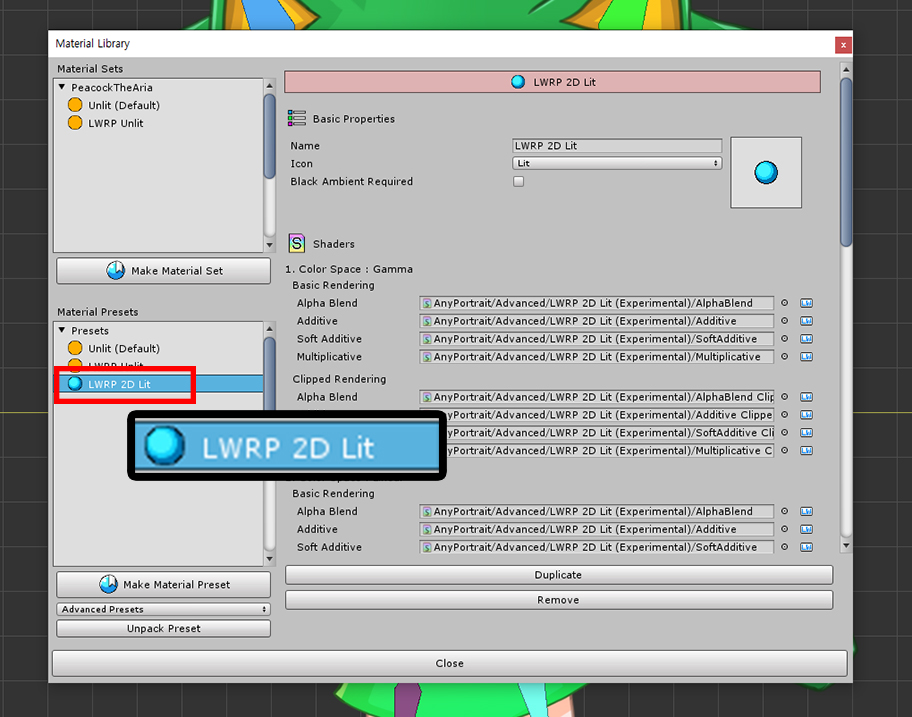 Material Library
x
Material Sets
PeacockTheAria
Unlit (Default)
LWRP Unlit
Make Material Set
Material Presets
Presets
Unlit (Default)
LWRP Unlit
LWRP 2D Lit
LWRP 2D Lit
Make Material Preset
Advanced Presets
Unpack Preset
LWRP 2D Lit
Basic Properties
Name LWRP 2D Lit
Icon Lit
Black Ambient Required
S Shaders
1. Color Space : Gamma
Basic Rendering
Alpha Blend AnyPortrait/Advanced/LWRP 2D Lit (Experimental)/AlphaBlend
Additive AnyPortrait/Advanced/LWRP 2D Lit (Experimental)/Additive
Soft Additive AnyPortrait/Advanced/LWRP 2D Lit (Experimental)/SoftAdditive
Multiplicative AnyPortrait/Advanced/LWRP 2D Lit (Experimental)/Multiplicative
Clipped Rendering
Alpha Blend AnyPortrait/Advanced/LWRP 2D Lit (Experimental)/AlphaBlend Clip
yPortrait/Advanced/LWRP 2D Lit (Experimental)/Additive Clippe
yPortrait/Advanced/LWRP 2D Lit (Experimental)/SoftAdditive Cli
yPortrait/Advanced/LWRP 2D Lit (Experimental)/Multiplicative C
Basic Rendering
Alpha Blend AnyPortrait/Advanced/LWRP 2D Lit (Experimental)/AlphaBlend
Additive AnyPortrait/Advanced/LWRP 2D Lit (Experimental)/Additive
Soft Additive AnyPortrait/Advanced/LWRP 2D Lit (Experimental)/SoftAdditive
Duplicate
Remove
Close